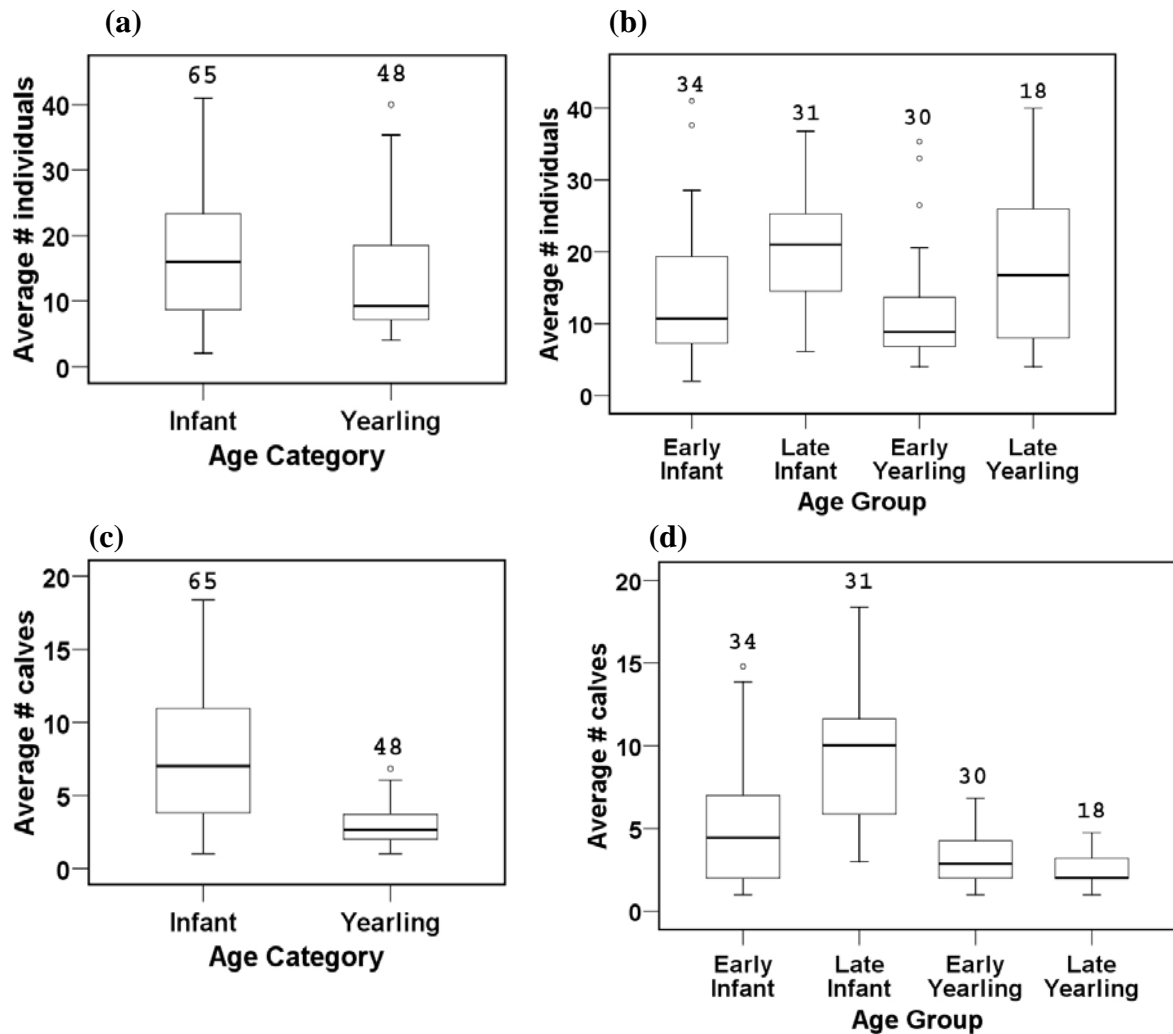 (a)
Average # individuals
40
30
20
10
0
65
48
Infant
Yearling
Age Category
(b)
Average # individuals
40
30
20
10
0
34
31
30
18
Early Infant
Late Infant
Early Yearling
Late Yearling
Age Group
(c)
Average # calves
20
15
10
5
0
65
48
Infant
Yearling
Age Category
(d)
Average # calves
20
15
10
5
0
34
31
30
18
Early Infant
Late Infant
Early Yearling
Late Yearling
Age Group